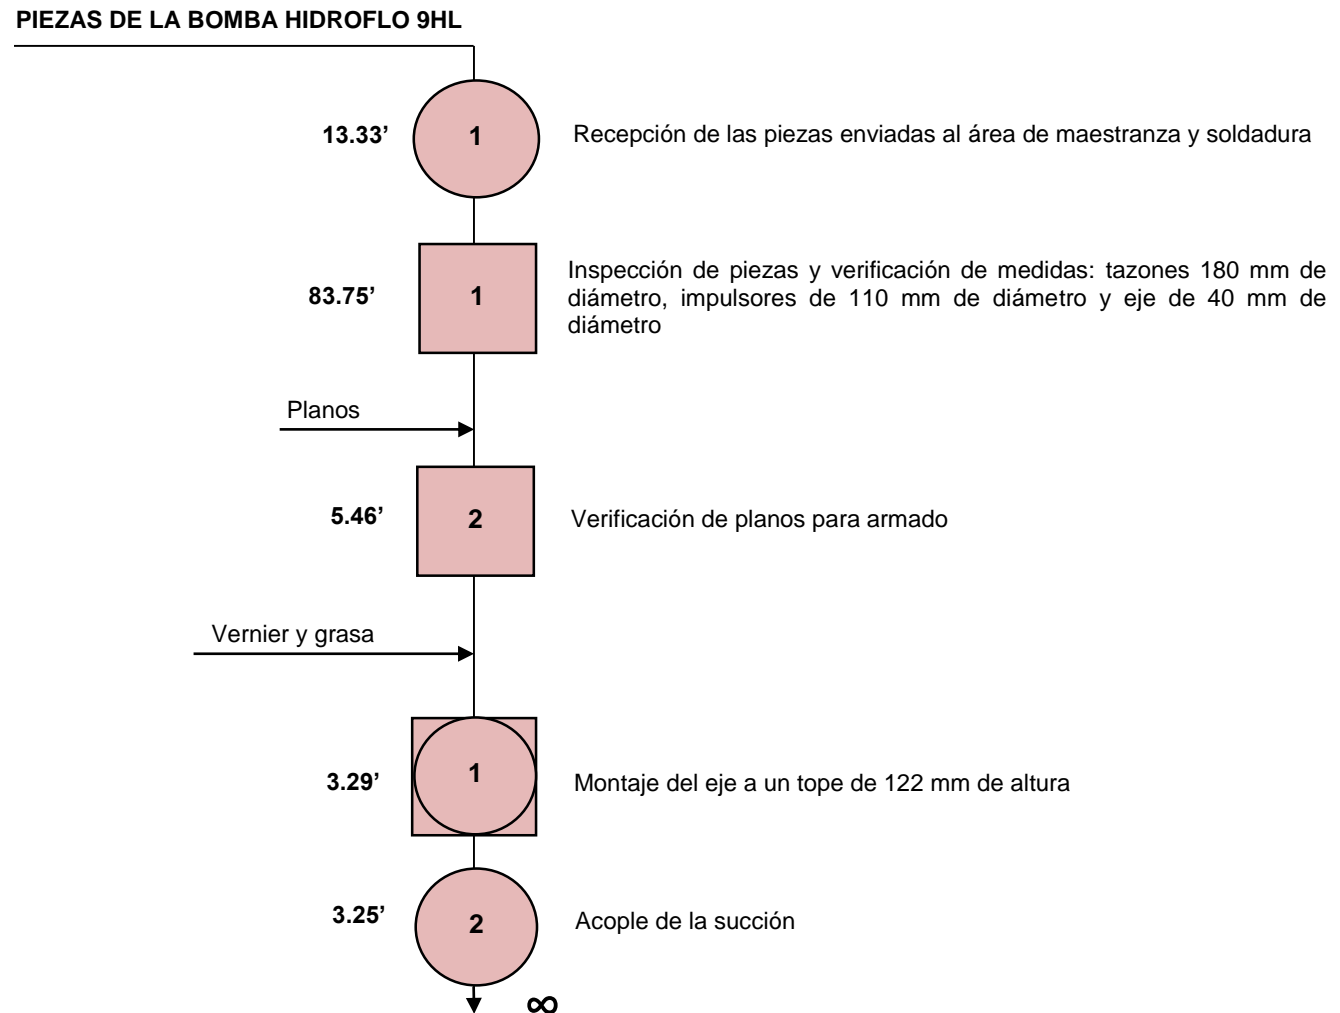 PIEZAS DE LA BOMBA HIDROFLO 9HL
13.33’
1
Recepción de las piezas enviadas al área de maestranza y soldadura
83.75’
1
Inspección de piezas y verificación de medidas: tazones 180 mm de
diámetro, impulsores de 110 mm de diámetro y eje de 40 mm de
diámetro
Planos
5.46’
2
Verificación de planos para armado
Vernier y grasa
3.29’
1
Montaje del eje a un tope de 122 mm de altura
3.25’
2
Acople de la succión
∞